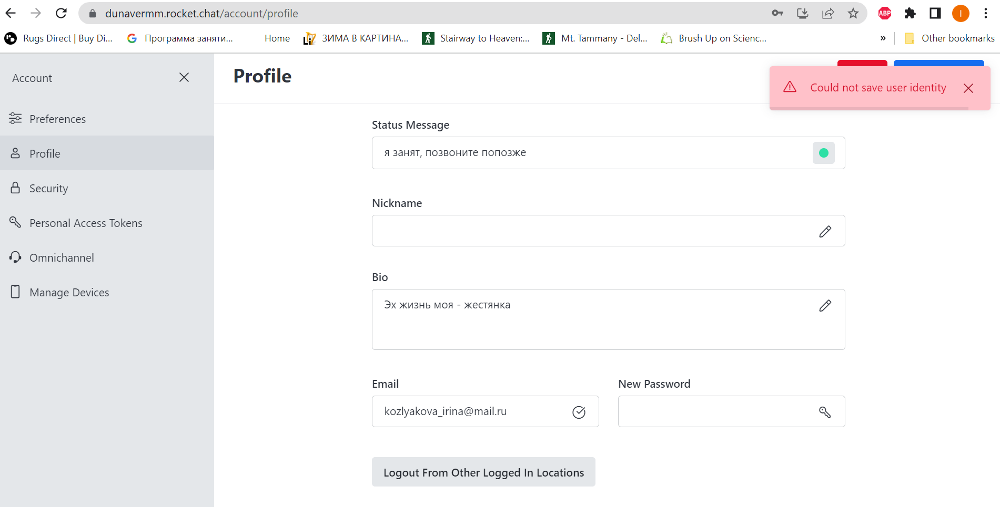 dunavermm.rocket.chat/account/profile
ABP
I
Rugs Direct | Buy Di...
Программа заняти...
Home
ЗИМА В КАРТИНА...
Stairway to Heaven:...
Mt. Tammany - Del...
Brush Up on Scienc...
»
Other bookmarks
Account
Profile
Could not save user identity
Preferences
Profile
Security
Personal Access Tokens
Omnichannel
Manage Devices
Status Message
я занят, позвоните попозже
Nickname
Bio
Эх жизнь моя - жестянка
Email
New Password
kozlyakova_irina@mail.ru
Logout From Other Logged In Locations